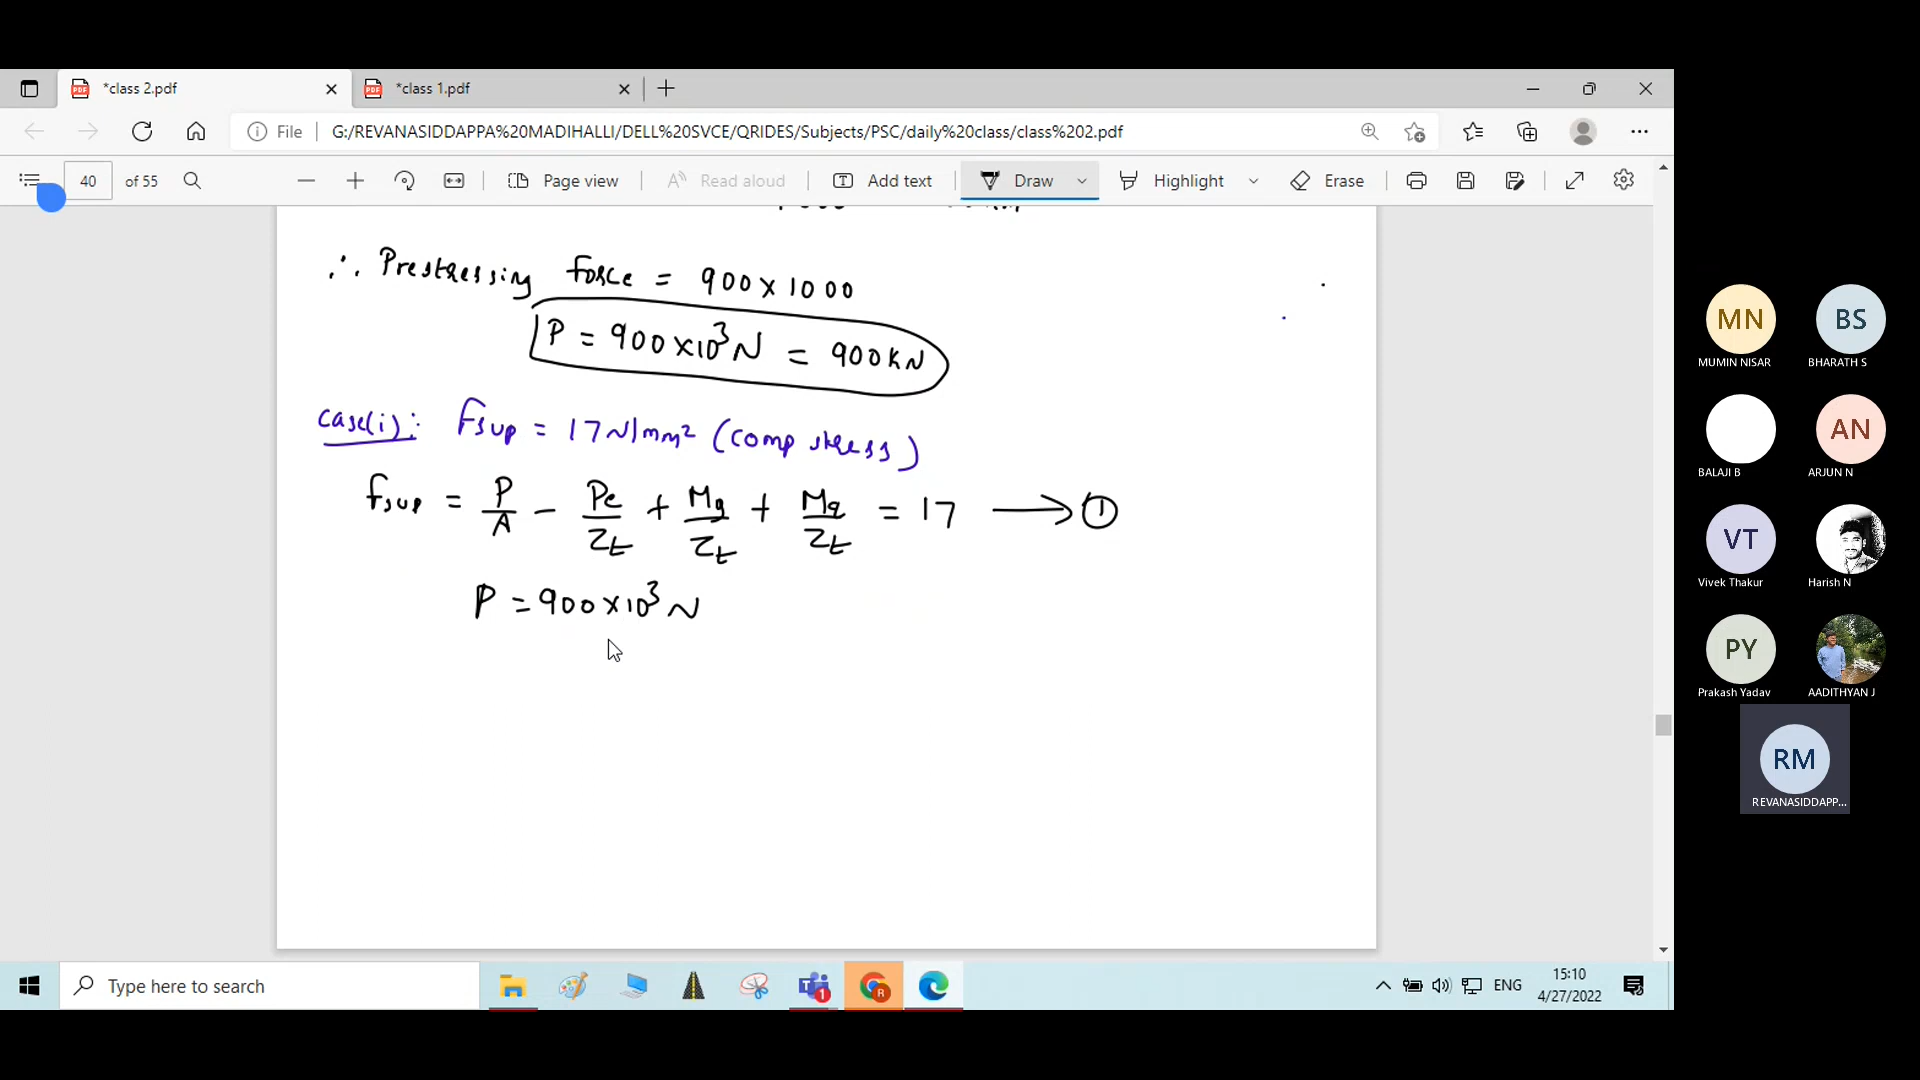 *class 2.pdf
*class 1.pdf
File G:/REVANASIDDAPPA%20MADIHALLI/DELL%20SVCE/QRIDES/Subjects/PSC/daily%20class/class%202.pdf
40 of 55 Page view Read aloud Add text Draw Highlight Erase
∴ Prestressing force = 900 x 1000
P = 900x10³ N = 900KN
Case(i): Fsup = 17 N/mm² (comp stress)
fsup = P/A - Pe/Zt + Mg/Zt + Mq/Zt = 17 → ①
P = 900x10³ N
MN
MUMIN NISAR
BS
BHARATH S
BALAJI B
AN
ARJUN N
VT
Vivek Thakur
Harish N
PY
Prakash Yadav
AADITHYAN J
RM
REVANASIDDAPP...
Type here to search
1
R
ENG
15:10
4/27/2022